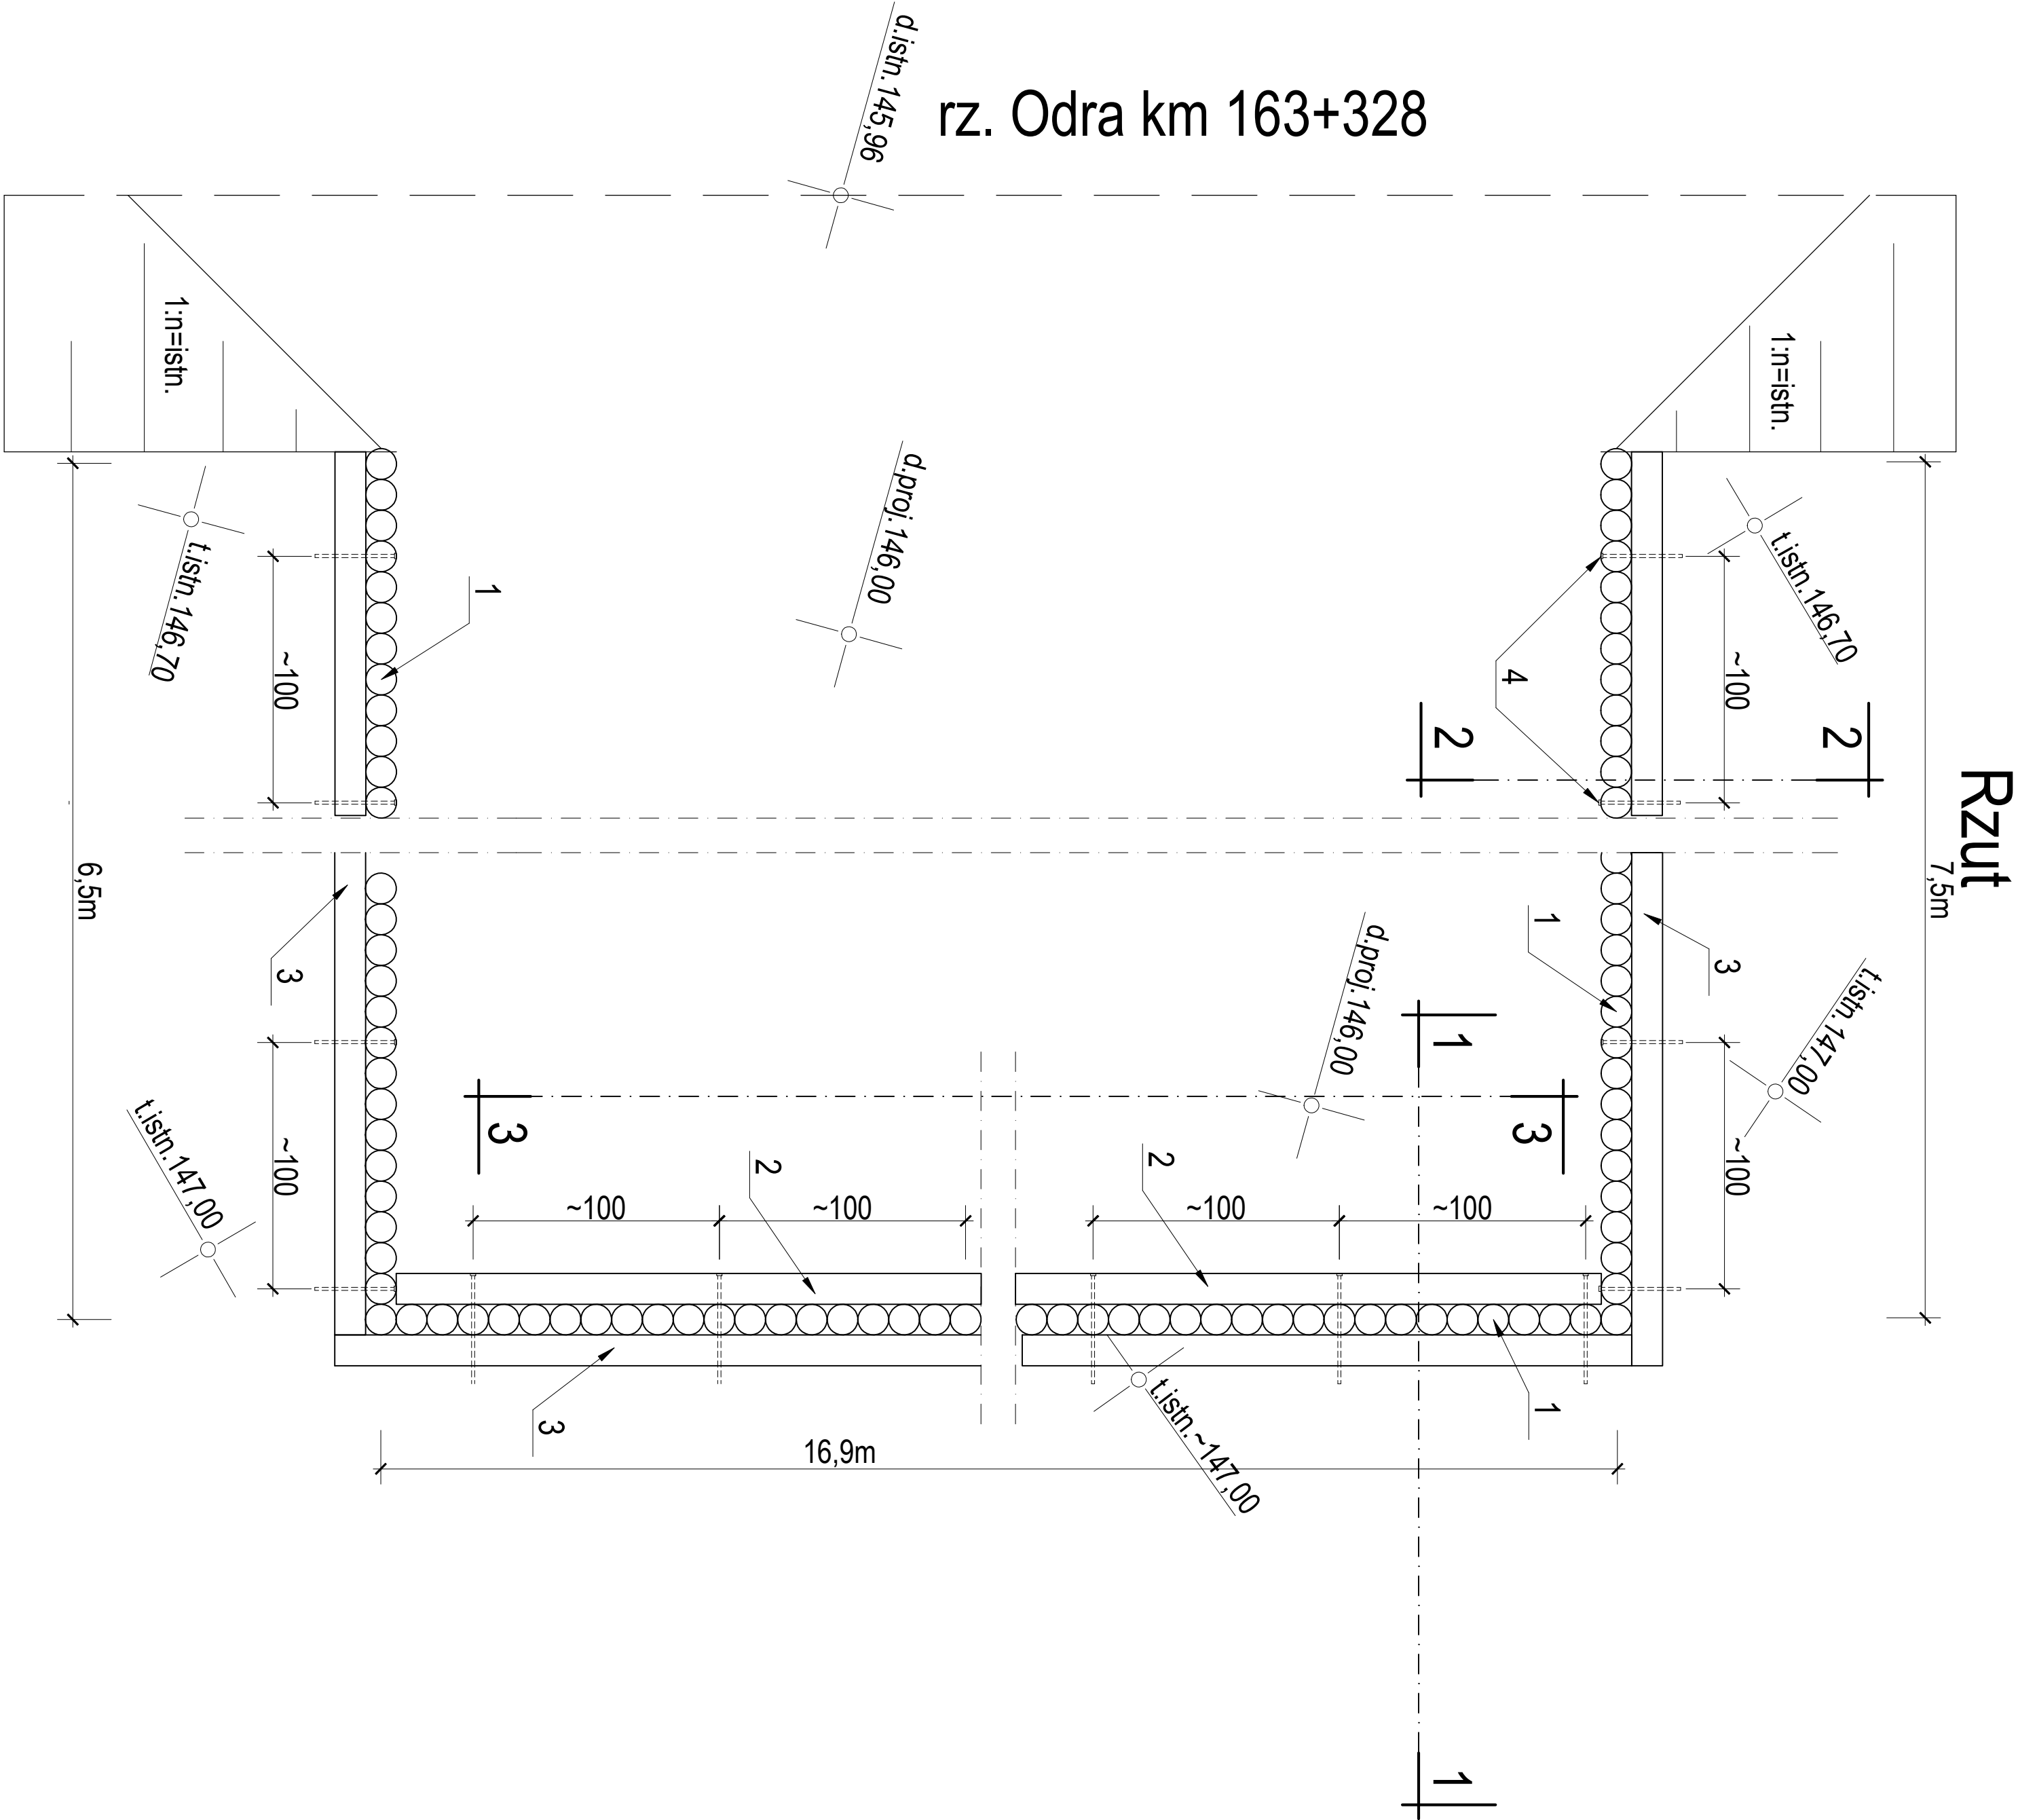 d.istn.145,96
rz. Odra km 163+328
1:n=istn.
1:n=istn.
d.proj.146,00
t.istn.146,70
t.istn.146,70
~100
1
4
~100
2
2
Rzut
6,5m
7,5m
3
1
3
t.istn.147,00
d.proj.146,00
1
3
3
t.istn.147,00
~100
~100
2
2
~100
~100
~100
~100
3
1
t.istn.~147,00
16,9m
1